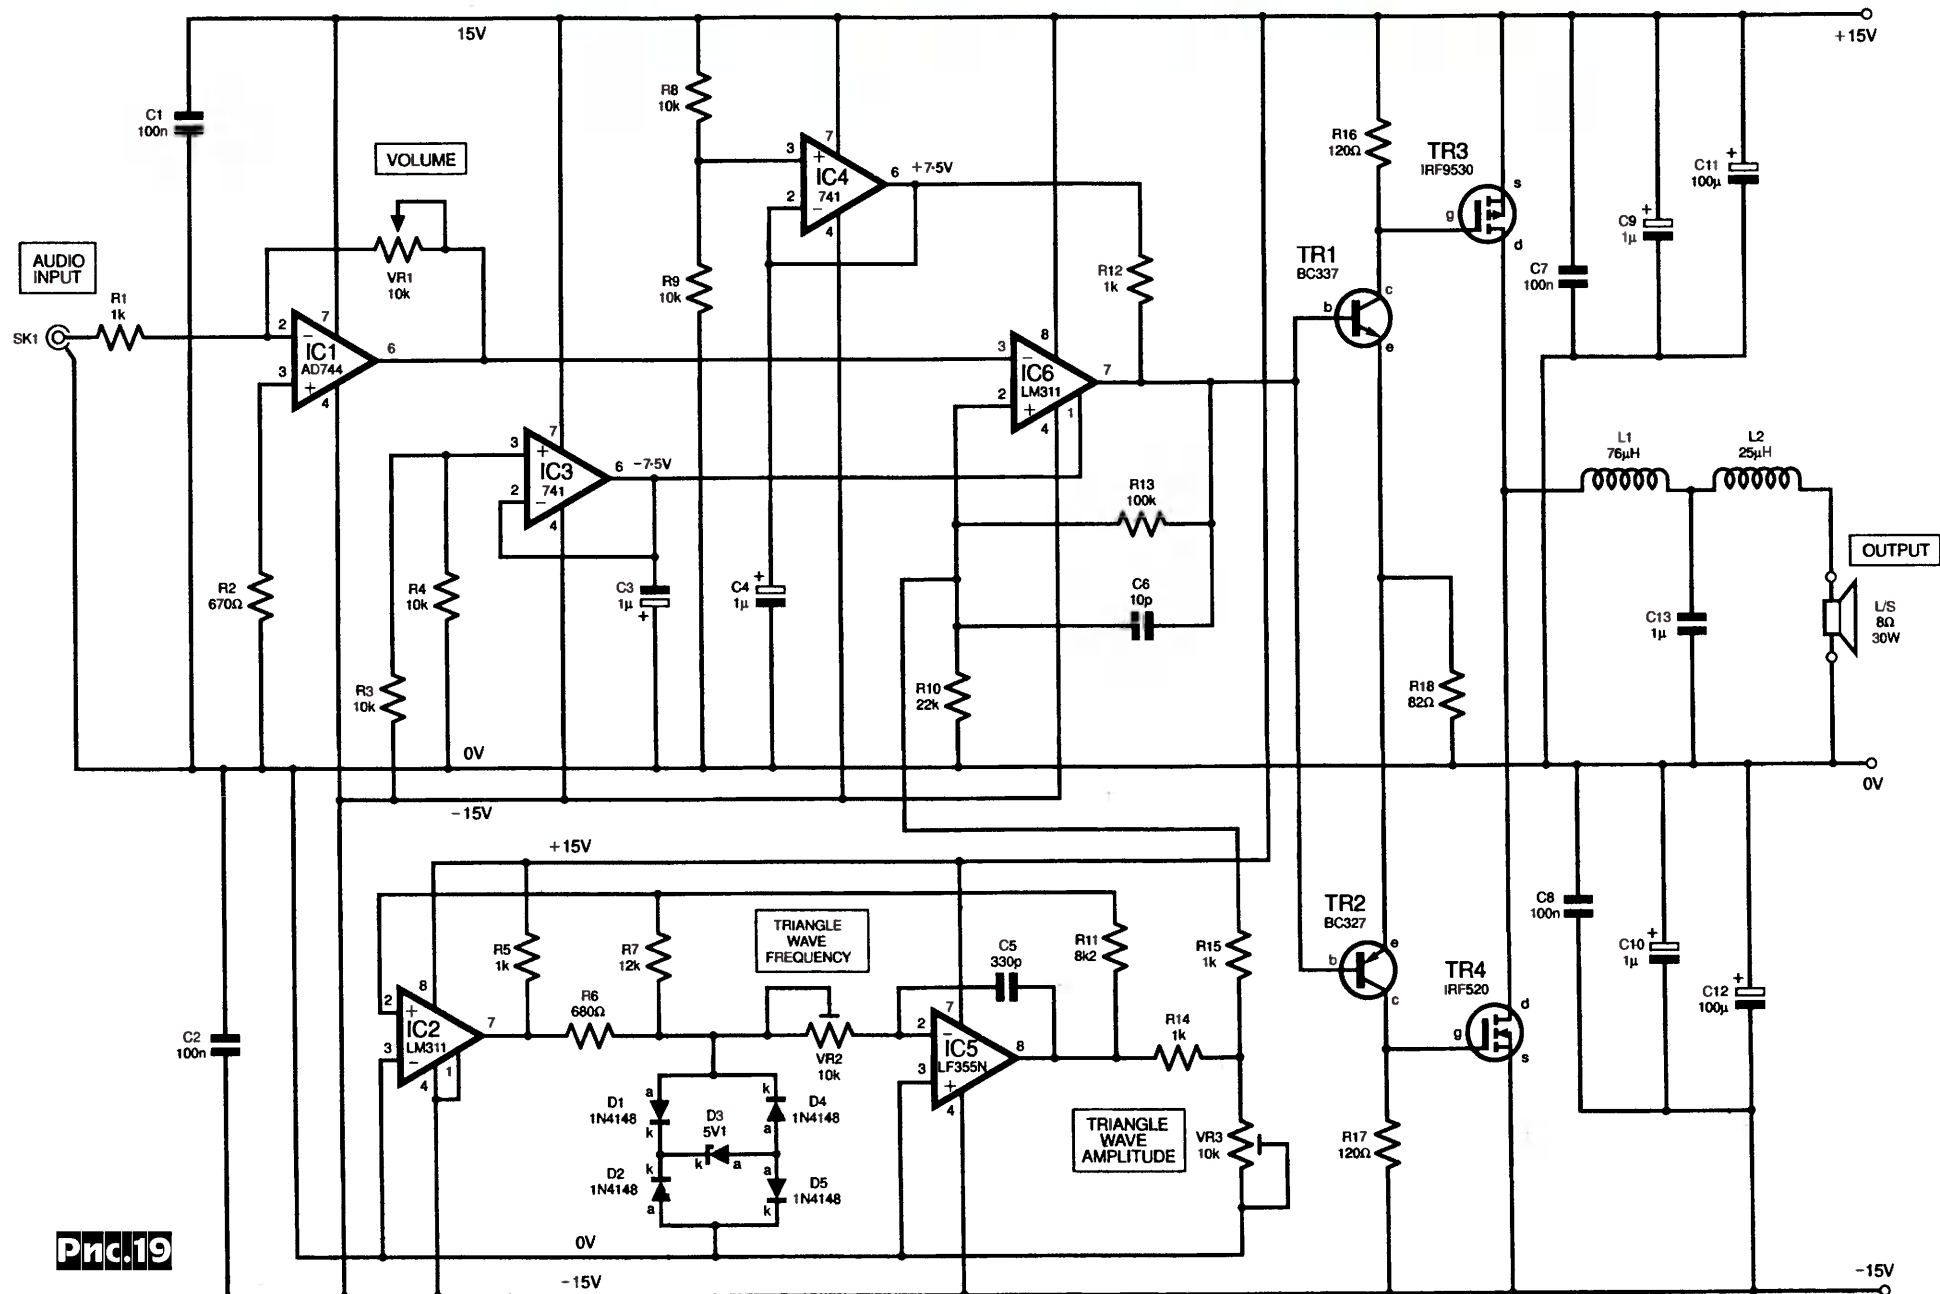 15V
+15V
C1
100n
VOLUME
VR1
10k
AUDIO
INPUT
SK1
R1
1k
2
3
7
6
4
−
+
IC1
AD744
R2
670Ω
R3
10k
R4
10k
3
2
7
6
4
+
−
IC3
741
−7·5V
C3
1µ
+
R8
10k
R9
10k
3
2
7
6
4
+
−
IC4
741
+7·5V
C4
1µ
+
R12
1k
3
2
8
7
1
4
−
+
IC6
LM311
R13
100k
C6
10p
R10
22k
R16
120Ω
TR1
BC337
b
c
e
TR3
IRF9530
g
s
d
C7
100n
C9
1µ
+
C11
100µ
+
L1
76µH
L2
25µH
OUTPUT
C13
1µ
L/S
8Ω
30W
R18
82Ω
0V
0V
−15V
+15V
C2
100n
2
3
8
7
1
4
+
−
IC2
LM311
R5
1k
R6
680Ω
R7
12k
TRIANGLE
WAVE
FREQUENCY
VR2
10k
D1
1N4148
a
k
D2
1N4148
k
a
D3
5V1
k
a
D4
1N4148
k
a
D5
1N4148
a
k
C5
330p
2
3
7
8
4
−
+
IC5
LF355N
R11
8k2
R14
1k
R15
1k
TRIANGLE
WAVE
AMPLITUDE
VR3
10k
TR2
BC327
b
e
c
TR4
IRF520
g
d
s
R17
120Ω
C8
100n
C10
1µ
+
C12
100µ
+
0V
−15V
−15V
Рпс.19